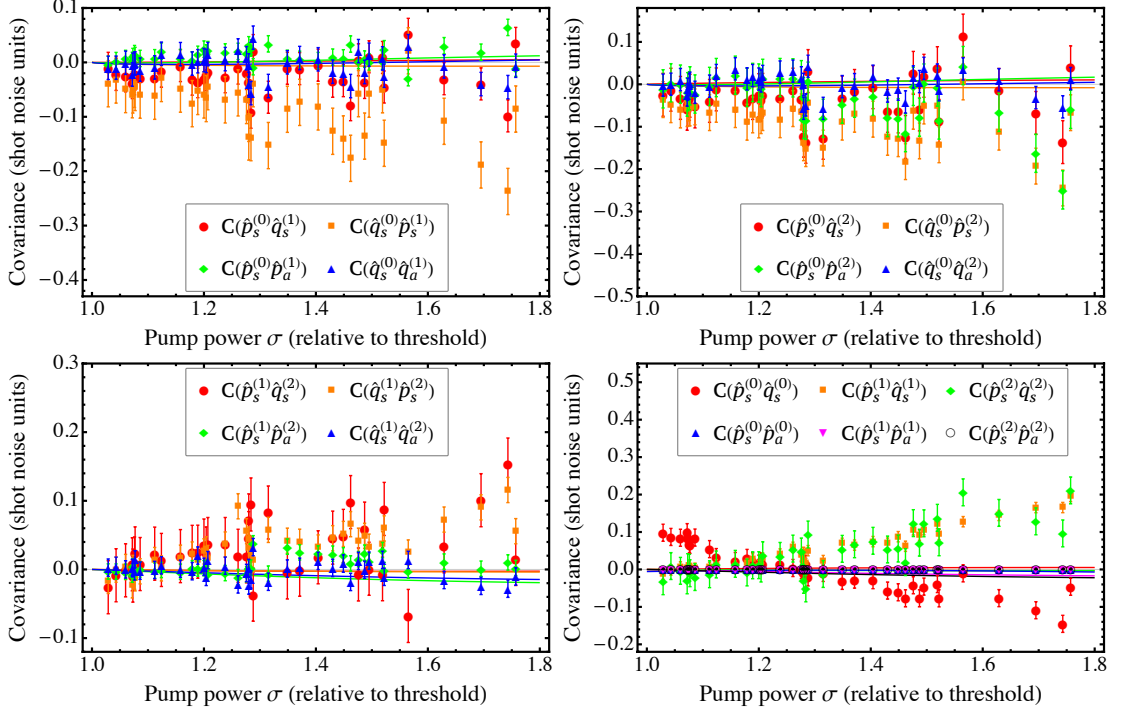 0.1
0.0
−0.1
−0.2
−0.3
−0.4
Covariance (shot noise units)
C(p̂ₛ⁽⁰⁾q̂ₛ⁽¹⁾) C(q̂ₛ⁽⁰⁾p̂ₛ⁽¹⁾)
C(p̂ₛ⁽⁰⁾p̂ₐ⁽¹⁾) C(q̂ₛ⁽⁰⁾q̂ₐ⁽¹⁾)
1.0 1.2 1.4 1.6 1.8
Pump power σ (relative to threshold)
0.1
0.0
−0.1
−0.2
−0.3
−0.4
−0.5
Covariance (shot noise units)
C(p̂ₛ⁽⁰⁾q̂ₛ⁽²⁾) C(q̂ₛ⁽⁰⁾p̂ₛ⁽²⁾)
C(p̂ₛ⁽⁰⁾p̂ₐ⁽²⁾) C(q̂ₛ⁽⁰⁾q̂ₐ⁽²⁾)
1.0 1.2 1.4 1.6 1.8
Pump power σ (relative to threshold)
0.3
0.2
0.1
0.0
−0.1
Covariance (shot noise units)
C(p̂ₛ⁽¹⁾q̂ₛ⁽²⁾) C(q̂ₛ⁽¹⁾p̂ₛ⁽²⁾)
C(p̂ₛ⁽¹⁾p̂ₐ⁽²⁾) C(q̂ₛ⁽¹⁾q̂ₐ⁽²⁾)
1.0 1.2 1.4 1.6 1.8
Pump power σ (relative to threshold)
0.5
0.4
0.3
0.2
0.1
0.0
−0.1
−0.2
Covariance (shot noise units)
C(p̂ₛ⁽⁰⁾q̂ₛ⁽⁰⁾) C(p̂ₛ⁽¹⁾q̂ₛ⁽¹⁾) C(p̂ₛ⁽²⁾q̂ₛ⁽²⁾)
C(p̂ₛ⁽⁰⁾p̂ₐ⁽⁰⁾) C(p̂ₛ⁽¹⁾p̂ₐ⁽¹⁾) C(p̂ₛ⁽²⁾p̂ₐ⁽²⁾)
1.0 1.2 1.4 1.6 1.8
Pump power σ (relative to threshold)